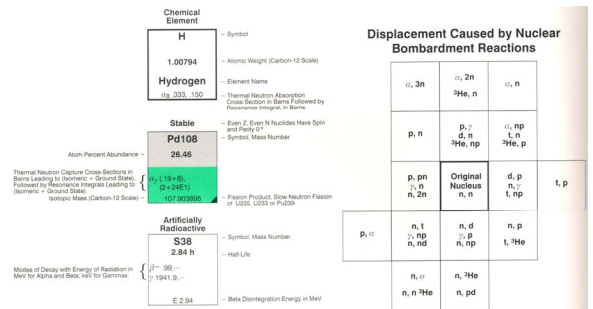 Chemical
Element
H
– Symbol
1.00794
– Atomic Weight (Carbon-12 Scale)
Hydrogen
– Element Name
σa .333, .150
– Thermal Neutron Absorption
Cross-Section in Barns Followed by
Resonance Integral, in Barns
Stable
– Even Z, Even N Nuclides Have Spin
and Parity 0+
Pd108
– Symbol, Mass Number
Atom Percent Abundance –
26.46
Thermal Neutron Capture Cross-Sections in
Barns Leading to (Isomeric + Ground State),
Followed by Resonance Integrals Leading to
(Isomeric + Ground State).
{
σγ (.19+8),
(2+24E1)
Isotopic Mass (Carbon-12 Scale) –
107.903895
– Fission Product, Slow Neutron Fission
of U235, U233 or Pu239.
Artificially
Radioactive
S38
– Symbol, Mass Number
2.84 h
– Half-Life
Modes of Decay with Energy of Radiation in
MeV for Alpha and Beta; keV for Gammas.
{
β− .99,···
γ 1941.9,···
E 2.94
– Beta Disintegration Energy in MeV
Displacement Caused by Nuclear
Bombardment Reactions
α, 3n
α, 2n
³He, n
α, n
p, n
p, γ
d, n
³He, np
α, np
t, n
³He, p
p, pn
γ, n
n, 2n
Original
Nucleus
n, n
d, p
n, γ
t, np
t, p
p, α
n, t
γ, np
n, nd
n, d
γ, p
n, np
n, p
t, ³He
n, α
n, n ³He
n, ³He
n, pd